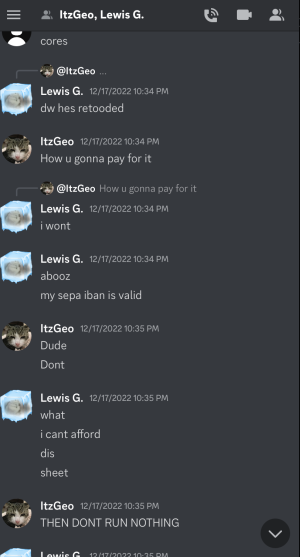 ItzGeo, Lewis G.
cores
@ItzGeo ...
Lewis G. 12/17/2022 10:34 PM
dw hes retooded
ItzGeo 12/17/2022 10:34 PM
How u gonna pay for it
@ItzGeo How u gonna pay for it
Lewis G. 12/17/2022 10:34 PM
i wont
Lewis G. 12/17/2022 10:34 PM
abooz
my sepa iban is valid
ItzGeo 12/17/2022 10:35 PM
Dude
Dont
Lewis G. 12/17/2022 10:35 PM
what
i cant afford
dis
sheet
ItzGeo 12/17/2022 10:35 PM
THEN DONT RUN NOTHING
Lewis G. 12/17/2022 10:35 PM